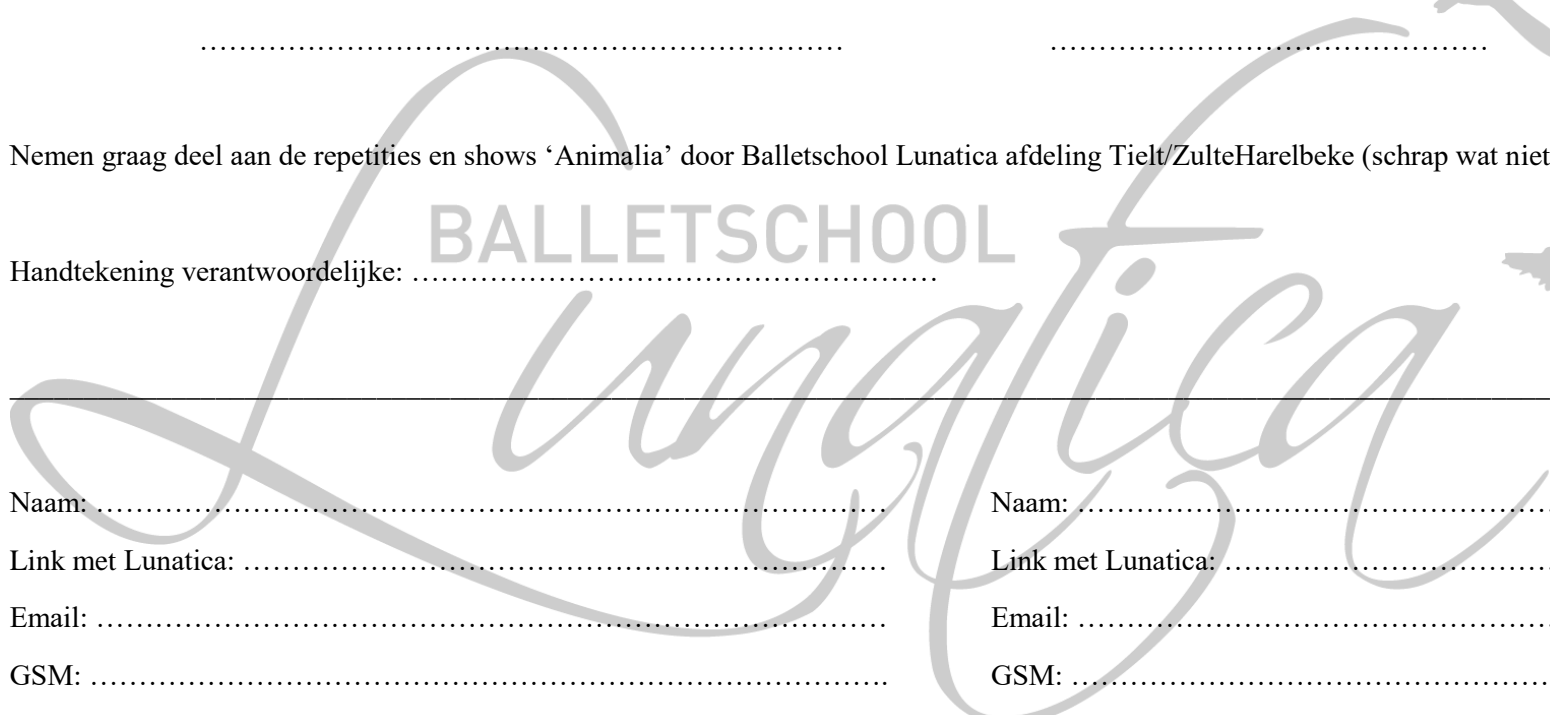 …………………………………………………………… ………………………………………
Nemen graag deel aan de repetities en shows ‘Animalia’ door Balletschool Lunatica afdeling Tielt/ZulteHarelbeke (schrap wat niet
BALLETSCHOOL
Lunatica
Handtekening verantwoordelijke: ………………………………………………
Naam: ……………………………………………………………………… Naam: …………………………………………
Link met Lunatica: ………………………………………………………… Link met Lunatica: ……………………………
Email: ……………………………………………………………………… Email: …………………………………………
GSM: ………………………………………………………………………. GSM: …………………………………………